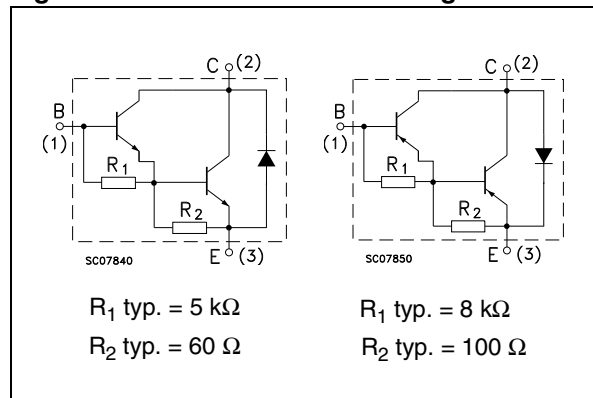 C (2)
B
(1)
R1
R2
E (3)
SC07840
R1 typ. = 5 kΩ
R2 typ. = 60 Ω
C (2)
B
(1)
R1
R2
E (3)
SC07850
R1 typ. = 8 kΩ
R2 typ. = 100 Ω